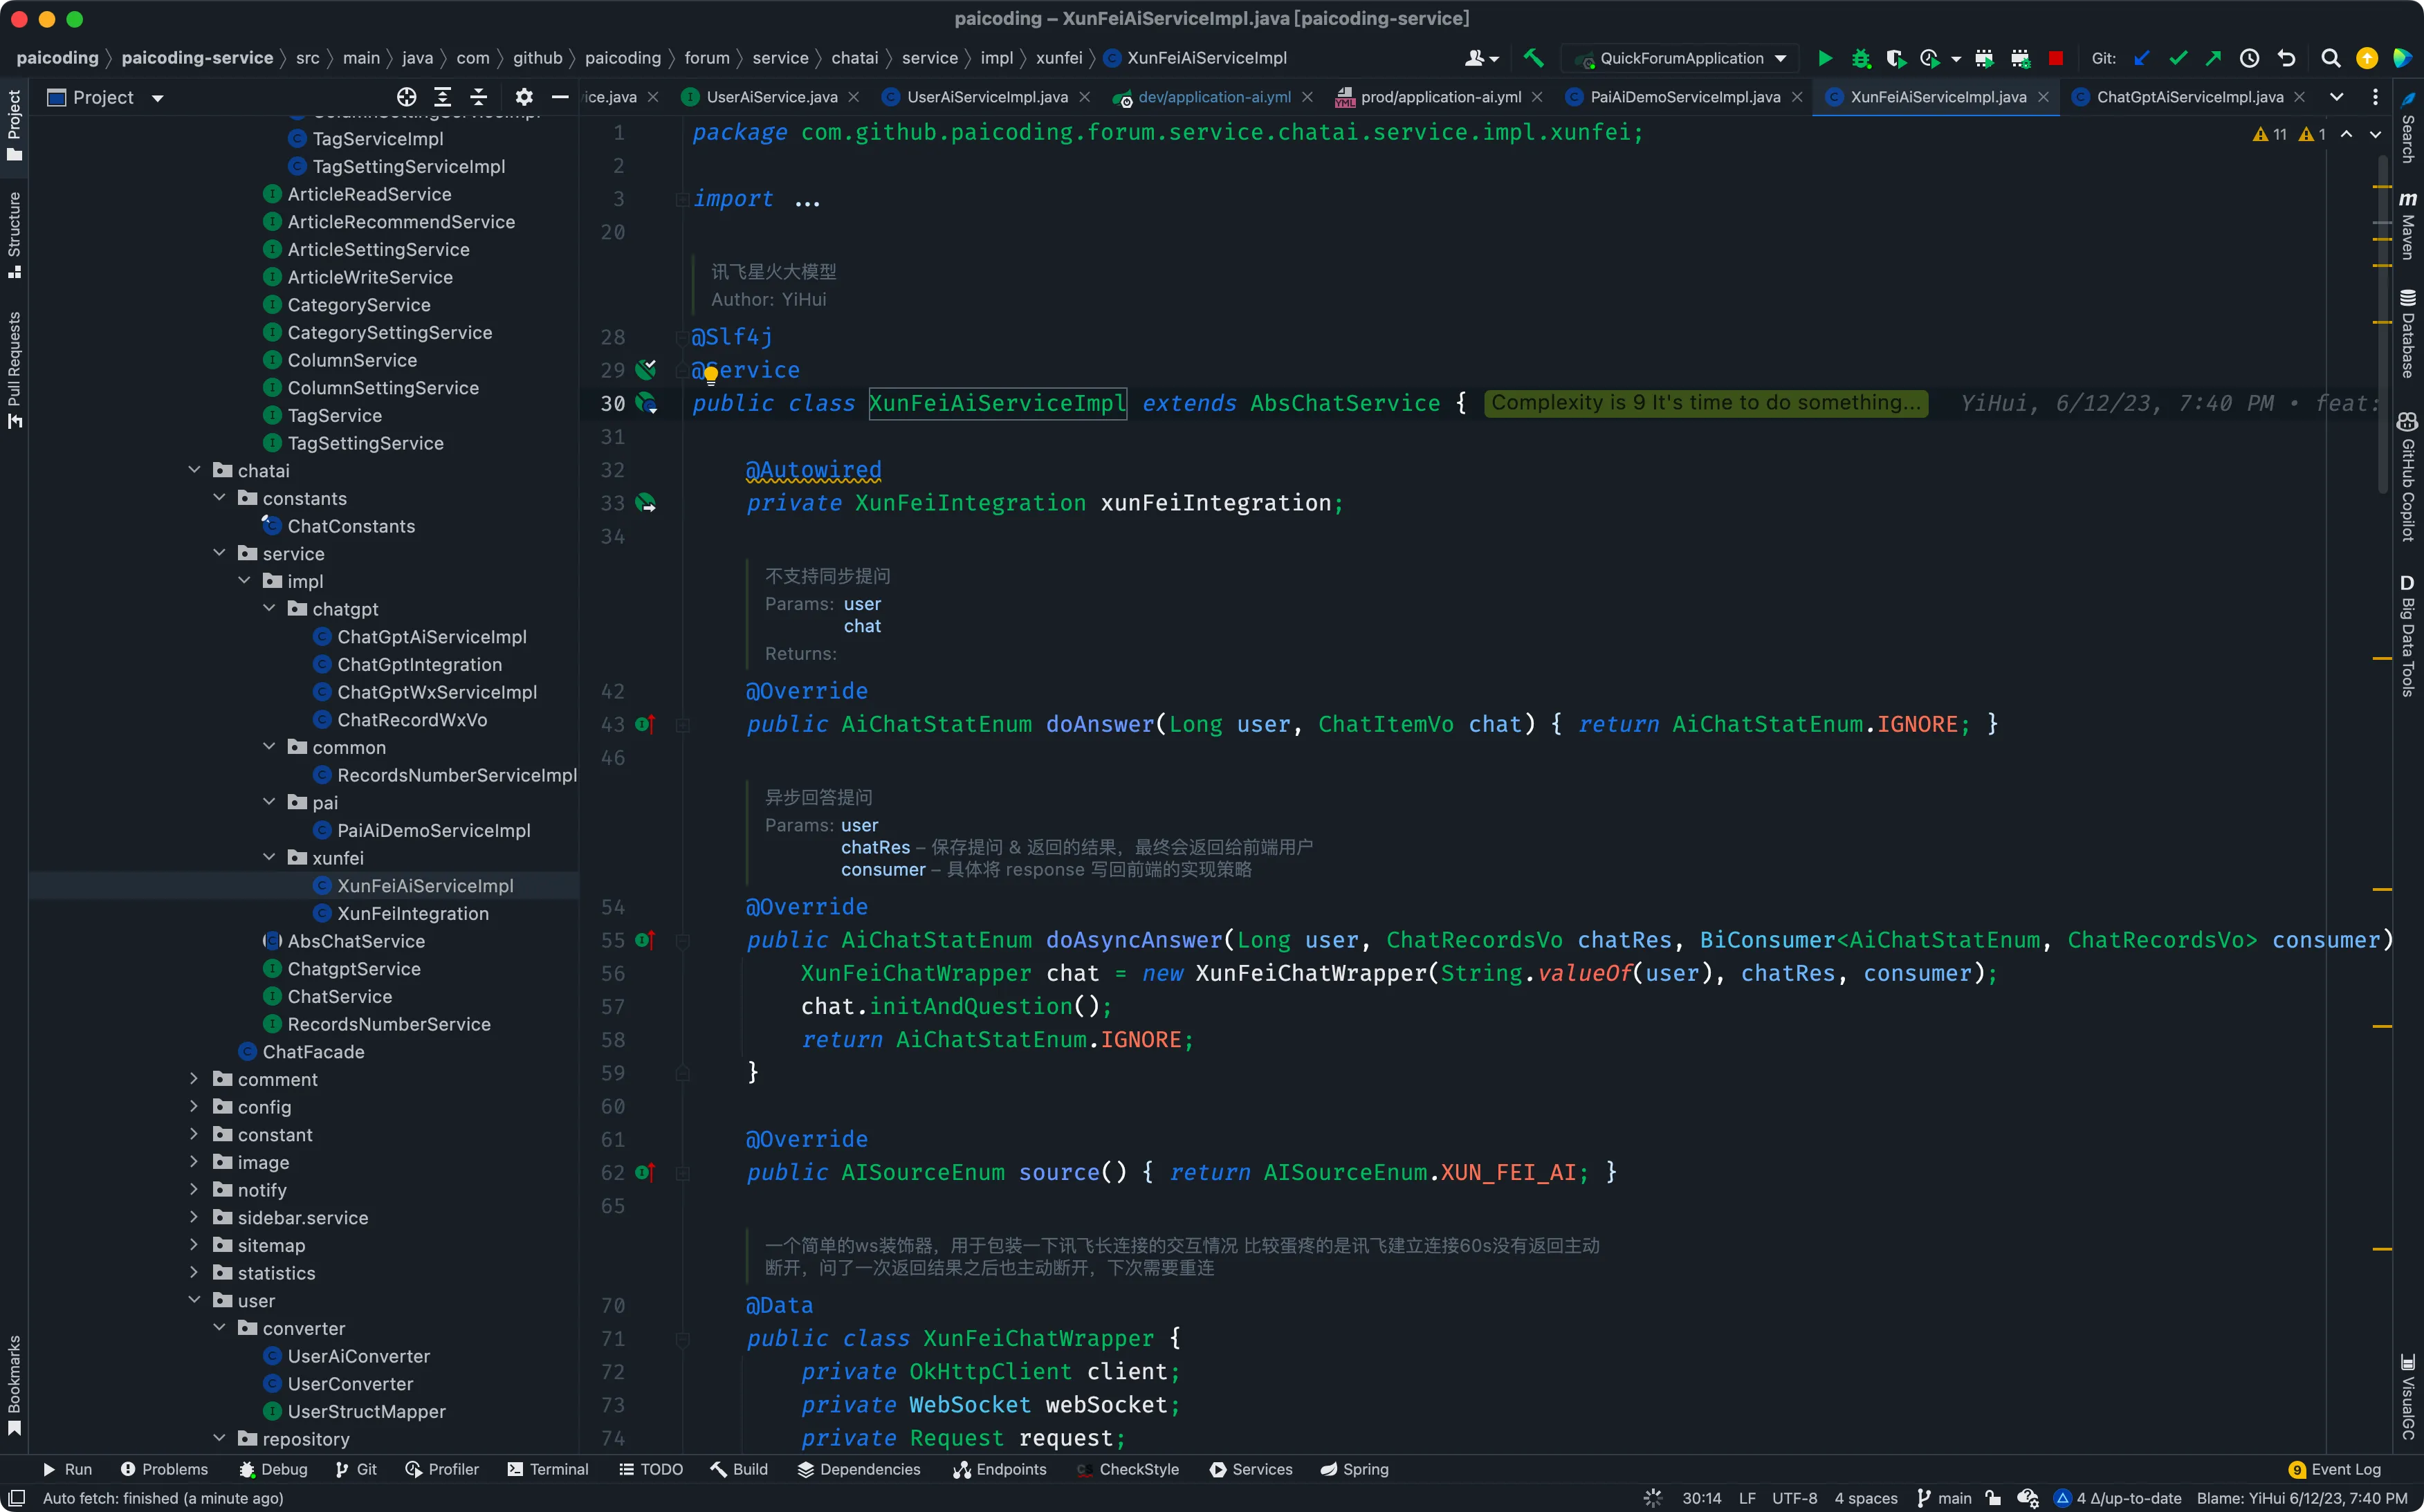 paicoding – XunFeiAiServiceImpl.java [paicoding-service]
paicoding 〉 paicoding-service 〉 src 〉 main 〉 java 〉 com 〉 github 〉 paicoding 〉 forum 〉 service 〉 chatai 〉 service 〉 impl 〉 xunfei 〉 XunFeiAiServiceImpl
QuickForumApplication
Git:
Project
ice.java
UserAiService.java
UserAiServiceImpl.java
dev/application-ai.yml
prod/application-ai.yml
PaiAiDemoServiceImpl.java
XunFeiAiServiceImpl.java
ChatGptAiServiceImpl.java
Project
Structure
Pull Requests
Bookmarks
TagServiceImpl
TagSettingServiceImpl
ArticleReadService
ArticleRecommendService
ArticleSettingService
ArticleWriteService
CategoryService
CategorySettingService
ColumnService
ColumnSettingService
TagService
TagSettingService
chatai
constants
ChatConstants
service
impl
chatgpt
ChatGptAiServiceImpl
ChatGptIntegration
ChatGptWxServiceImpl
ChatRecordWxVo
common
RecordsNumberServiceImpl
pai
PaiAiDemoServiceImpl
xunfei
XunFeiAiServiceImpl
XunFeiIntegration
AbsChatService
ChatgptService
ChatService
RecordsNumberService
ChatFacade
comment
config
constant
image
notify
sidebar.service
sitemap
statistics
user
converter
UserAiConverter
UserConverter
UserStructMapper
repository
11 1
1 package com.github.paicoding.forum.service.chatai.service.impl.xunfei;
2
3 import ...
20
讯飞星火大模型
Author: YiHui
28 @Slf4j
29 @Service
30 public class XunFeiAiServiceImpl extends AbsChatService { Complexity is 9 It's time to do something... YiHui, 6/12/23, 7:40 PM • feat:
31
32 @Autowired
33 private XunFeiIntegration xunFeiIntegration;
34
不支持同步提问
Params: user
chat
Returns:
42 @Override
43 public AiChatStatEnum doAnswer(Long user, ChatItemVo chat) { return AiChatStatEnum.IGNORE; }
46
异步回答提问
Params: user
chatRes – 保存提问 & 返回的结果，最终会返回给前端用户
consumer – 具体将 response 写回前端的实现策略
54 @Override
55 public AiChatStatEnum doAsyncAnswer(Long user, ChatRecordsVo chatRes, BiConsumer<AiChatStatEnum, ChatRecordsVo> consumer)
56 XunFeiChatWrapper chat = new XunFeiChatWrapper(String.valueOf(user), chatRes, consumer);
57 chat.initAndQuestion();
58 return AiChatStatEnum.IGNORE;
59 }
60
61 @Override
62 public AISourceEnum source() { return AISourceEnum.XUN_FEI_AI; }
65
一个简单的ws装饰器，用于包装一下讯飞长连接的交互情况 比较蛋疼的是讯飞建立连接60s没有返回主动
断开，问了一次返回结果之后也主动断开，下次需要重连
70 @Data
71 public class XunFeiChatWrapper {
72 private OkHttpClient client;
73 private WebSocket webSocket;
74 private Request request;
Search
m Maven
Database
GitHub Copilot
D Big Data Tools
VisualGC
Run Problems Debug Git Profiler Terminal TODO Build Dependencies Endpoints CheckStyle Services Spring 9 Event Log
Auto fetch: finished (a minute ago) 30:14 LF UTF-8 4 spaces main 4 Δ/up-to-date Blame: YiHui 6/12/23, 7:40 PM